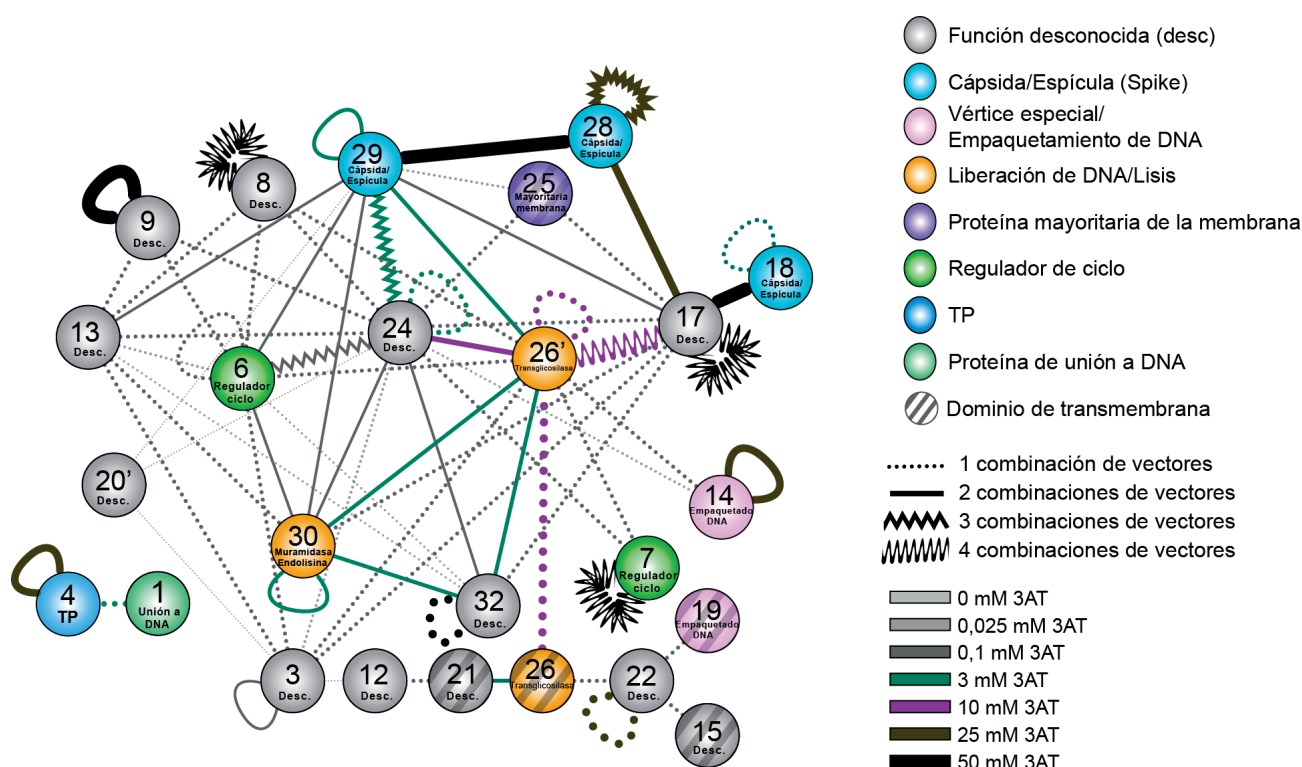 Función desconocida (desc)
Cápsida/Espícula (Spike)
Vértice especial/
Empaquetamiento de DNA
Liberación de DNA/Lisis
Proteína mayoritaria de la membrana
Regulador de ciclo
TP
Proteína de unión a DNA
Dominio de transmembrana
1 combinación de vectores
2 combinaciones de vectores
3 combinaciones de vectores
4 combinaciones de vectores
0 mM 3AT
0,025 mM 3AT
0,1 mM 3AT
3 mM 3AT
10 mM 3AT
25 mM 3AT
50 mM 3AT
28
Cápsida/
Espícula
29
Cápsida/
Espícula
8
Desc.
25
Mayoritaria
membrana
9
Desc.
18
Cápsida/
Espícula
13
Desc.
24
Desc.
17
Desc.
26’
Transglicosilasa
6
Regulador
ciclo
20’
Desc.
14
Empaquetado
DNA
30
Muramidasa
Endolisina
7
Regulador
ciclo
4
TP
1
Unión a
DNA
32
Desc.
19
Empaquetado
DNA
3
Desc.
12
Desc.
21
Desc.
26
Transglicosilasa
22
Desc.
15
Desc.